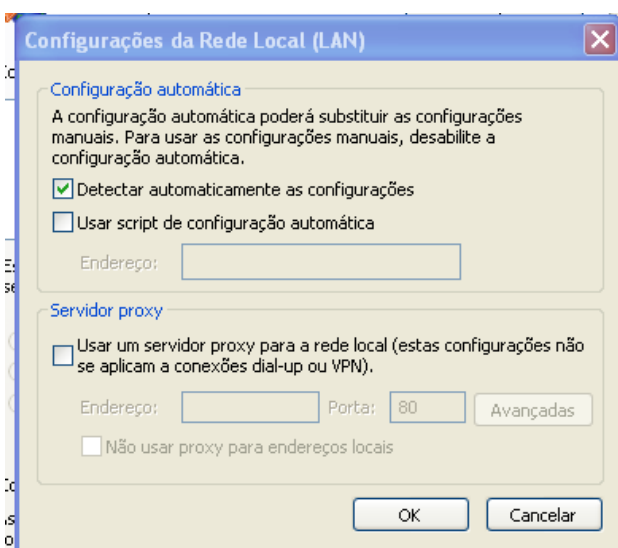 Configurações da Rede Local (LAN)
Configuração automática
A configuração automática poderá substituir as configurações
manuais. Para usar as configurações manuais, desabilite a
configuração automática.
Detectar automaticamente as configurações
Usar script de configuração automática
Endereço:
Servidor proxy
Usar um servidor proxy para a rede local (estas configurações não
se aplicam a conexões dial-up ou VPN).
Endereço: Porta: 80 Avançadas
Não usar proxy para endereços locais
OK Cancelar